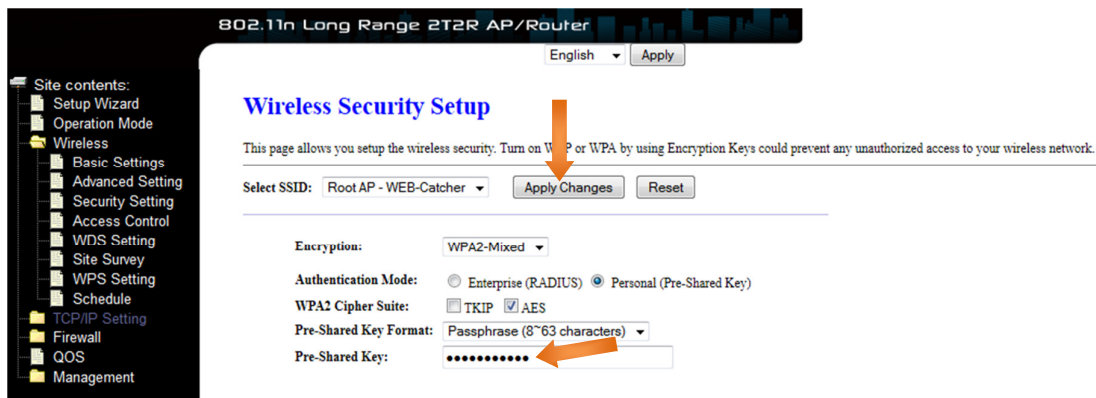 802.11n Long Range 2T2R AP/Router
English Apply
Site contents:
Setup Wizard
Operation Mode
Wireless
Basic Settings
Advanced Setting
Security Setting
Access Control
WDS Setting
Site Survey
WPS Setting
Schedule
TCP/IP Setting
Firewall
QOS
Management
Wireless Security Setup
This page allows you setup the wireless security. Turn on or WPA by using Encryption Keys could prevent any unauthorized access to your wireless network.
Select SSID: Root AP - WEB-Catcher Apply Changes Reset
Encryption: WPA2-Mixed
Authentication Mode: Enterprise (RADIUS) Personal (Pre-Shared Key)
WPA2 Cipher Suite: TKIP AES
Pre-Shared Key Format: Passphrase (8~63 characters)
Pre-Shared Key: •••••••••••